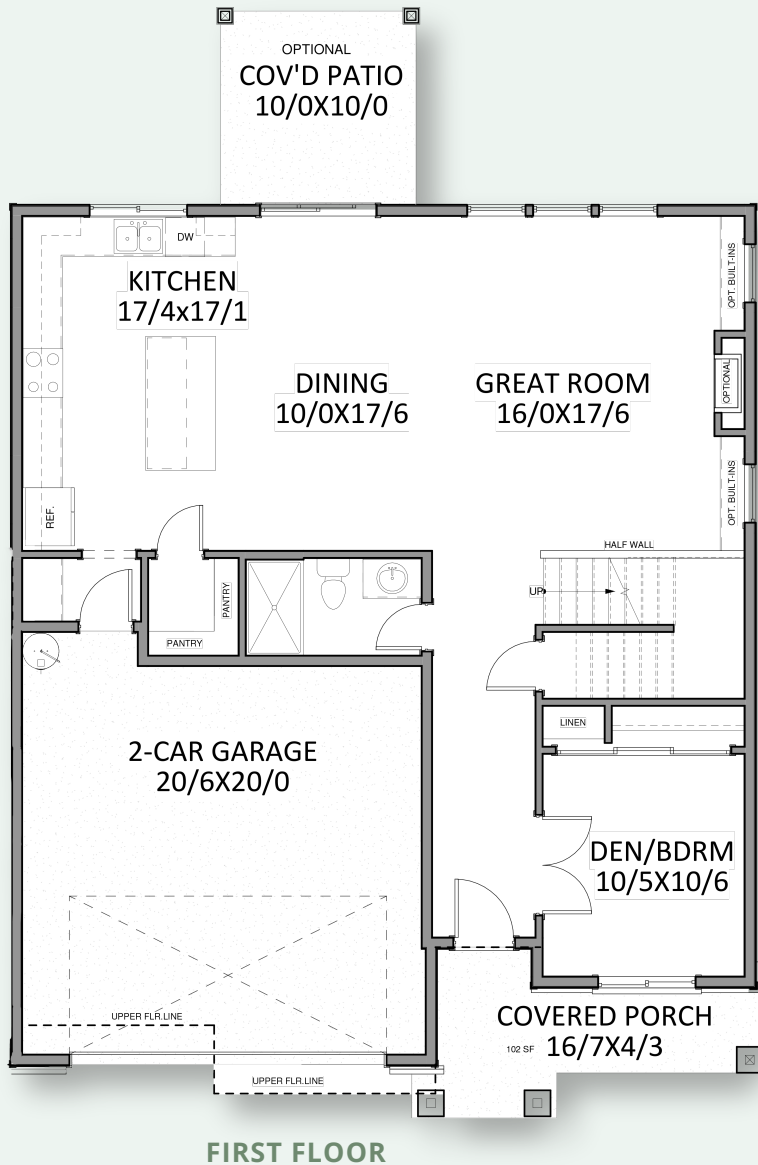 OPTIONAL
COV'D PATIO
10/0X10/0
DW
KITCHEN
17/4x17/1
OPT. BUILT-INS
OPTIONAL
DINING
10/0X17/6
GREAT ROOM
16/0X17/6
OPT. BUILT-INS
REF.
HALF WALL
UP
PANTRY
PANTRY
LINEN
2-CAR GARAGE
20/6X20/0
DEN/BDRM
10/5X10/6
UPPER FLR.LINE
COVERED PORCH
102 SF 16/7X4/3
UPPER FLR.LINE
FIRST FLOOR